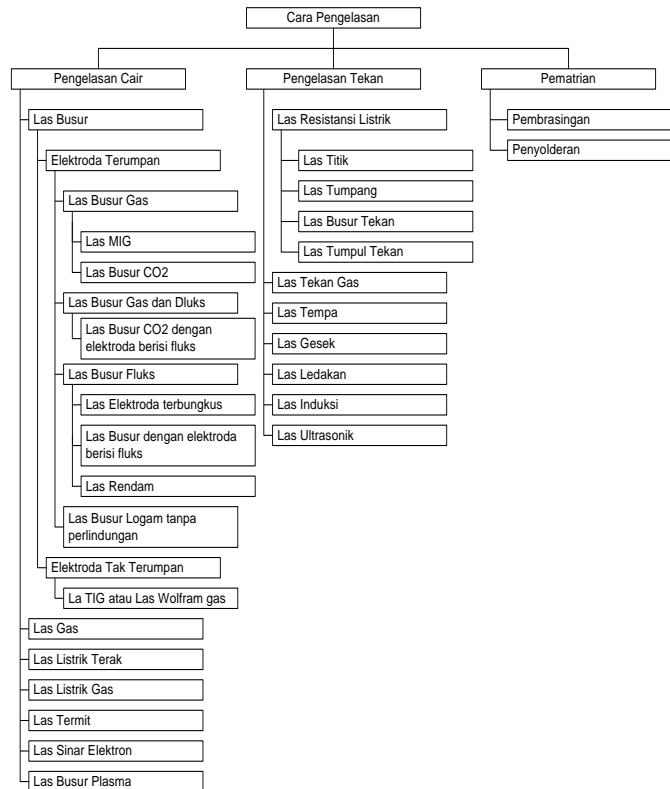 Cara Pengelasan
Pengelasan Cair
Las Busur
Elektroda Terumpan
Las Busur Gas
Las MIG
Las Busur CO2
Las Busur Gas dan Dluks
Las Busur CO2 dengan
elektroda berisi fluks
Las Busur Fluks
Las Elektroda terbungkus
Las Busur dengan elektroda
berisi fluks
Las Rendam
Las Busur Logam tanpa
perlindungan
Elektroda Tak Terumpan
La TIG atau Las Wolfram gas
Las Gas
Las Listrik Terak
Las Listrik Gas
Las Termit
Las Sinar Elektron
Las Busur Plasma
Pengelasan Tekan
Las Resistansi Listrik
Las Titik
Las Tumpang
Las Busur Tekan
Las Tumpul Tekan
Las Tekan Gas
Las Tempa
Las Gesek
Las Ledakan
Las Induksi
Las Ultrasonik
Pematrian
Pembrasingan
Penyolderan